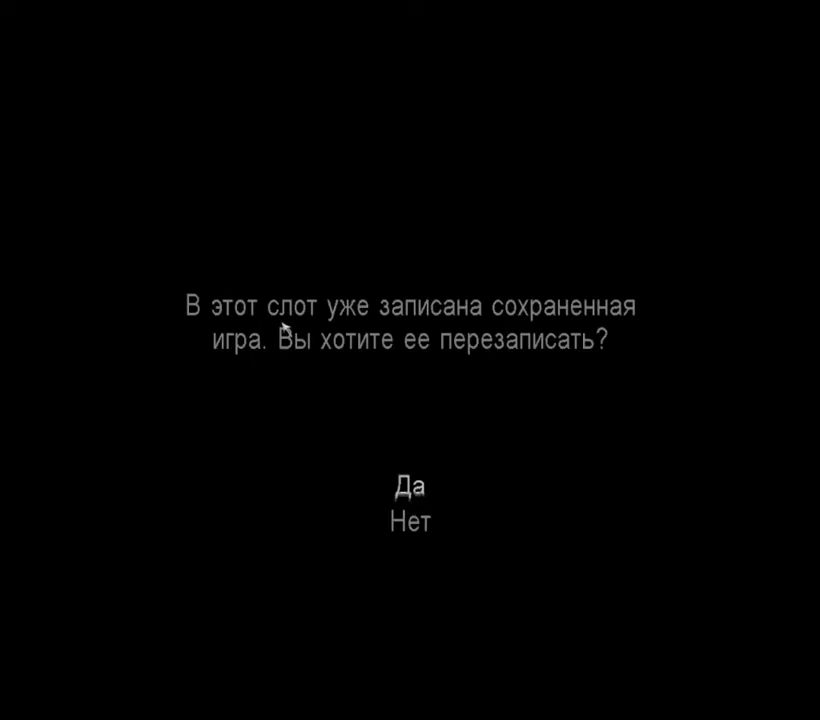 В этот слот уже записана сохраненная
игра. Вы хотите ее перезаписать?
Да
Нет